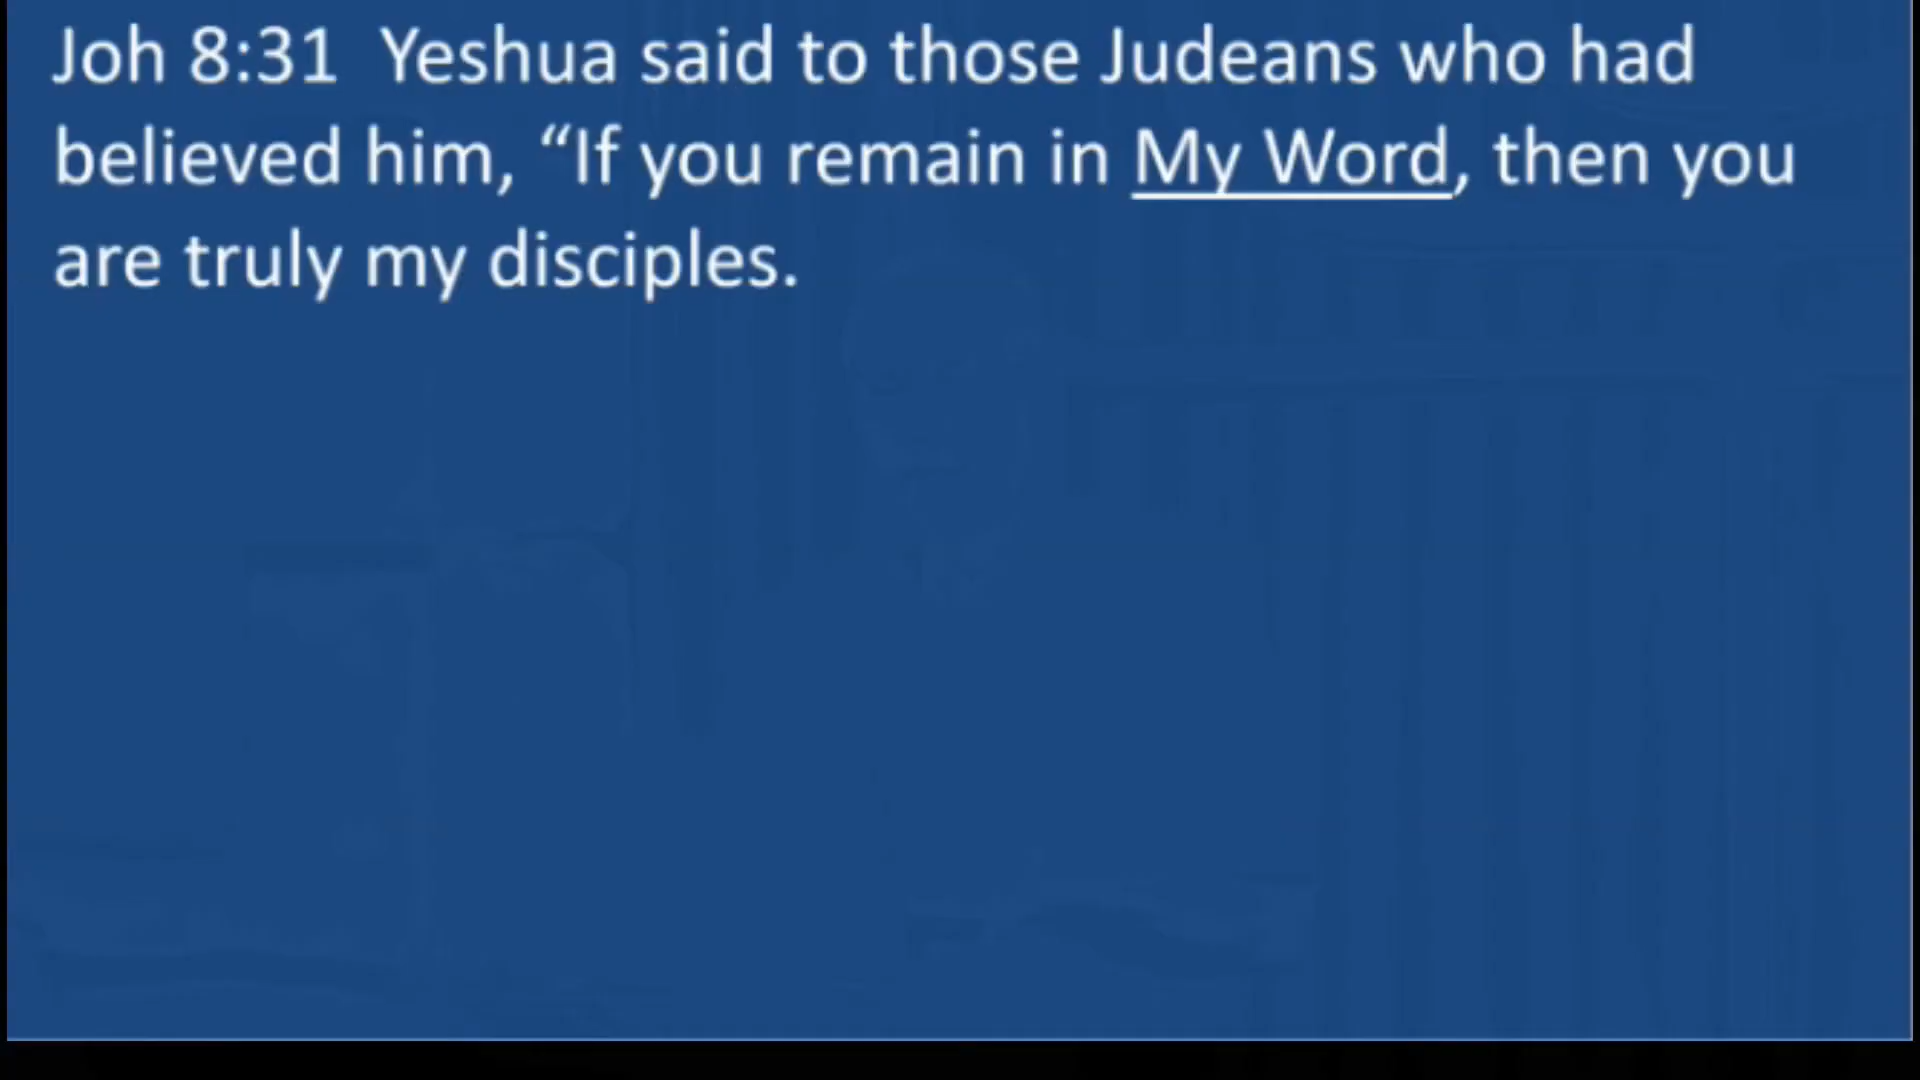 Joh 8:31  Yeshua said to those Judeans who had
believed him, “If you remain in My Word, then you
are truly my disciples.